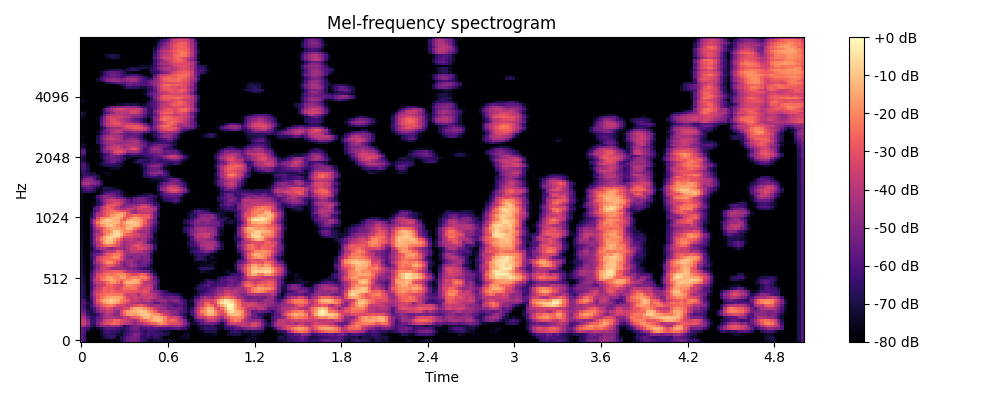 Mel-frequency spectrogram
+0 dB
-10 dB
-20 dB
-30 dB
-40 dB
-50 dB
-60 dB
-70 dB
-80 dB
4096
2048
1024
512
0
Hz
0 0.6 1.2 1.8 2.4 3 3.6 4.2 4.8
Time